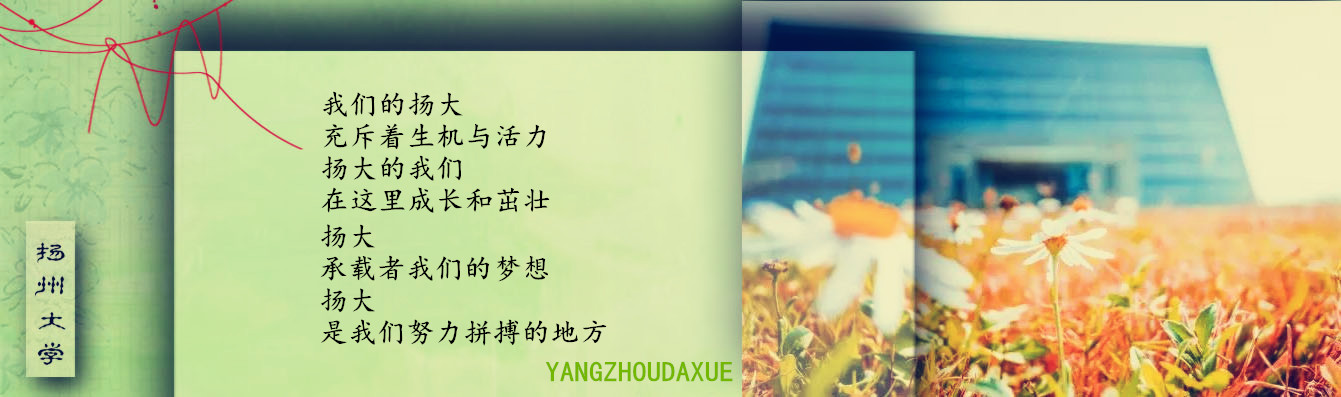 我们的扬大
充斥着生机与活力
扬大的我们
在这里成长和茁壮
扬大
承载者我们的梦想
扬大
是我们努力拼搏的地方
YANGZHOUDAXUE
扬州大学